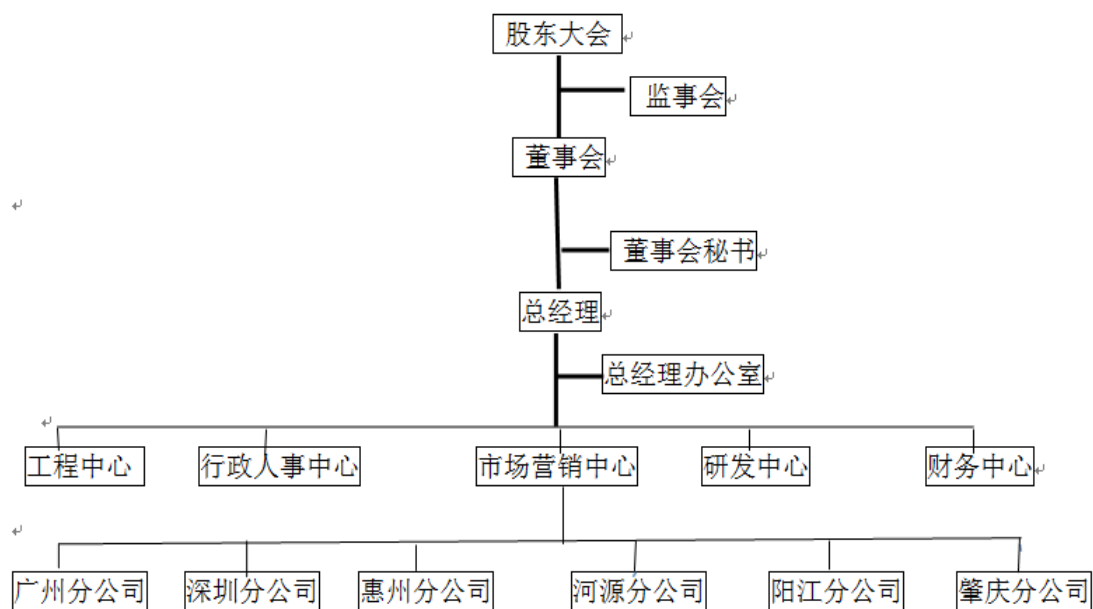 股东大会
监事会
董事会
董事会秘书
总经理
总经理办公室
工程中心 行政人事中心 市场营销中心 研发中心 财务中心
广州分公司 深圳分公司 惠州分公司 河源分公司 阳江分公司 肇庆分公司